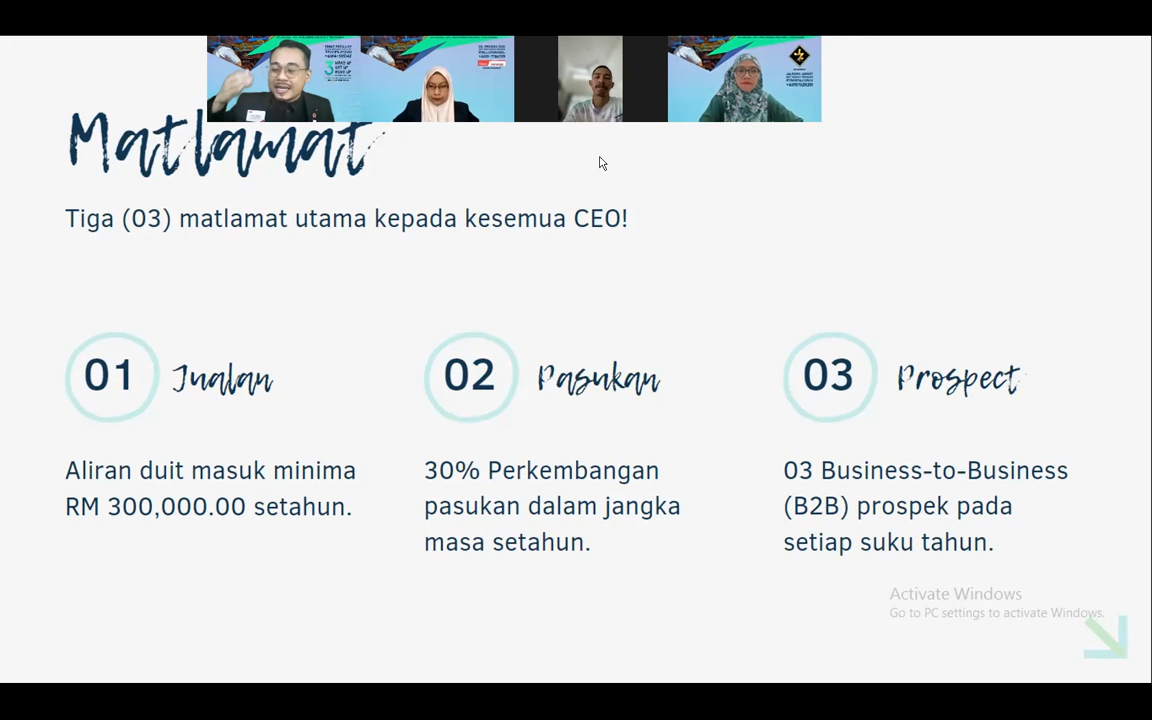 Matlamat
Tiga (03) matlamat utama kepada kesemua CEO!
01 Jualan
Aliran duit masuk minima
RM 300,000.00 setahun.
02 Pasukan
30% Perkembangan
pasukan dalam jangka
masa setahun.
03 Prospect
03 Business-to-Business
(B2B) prospek pada
setiap suku tahun.
Activate Windows
Go to PC settings to activate Windows.